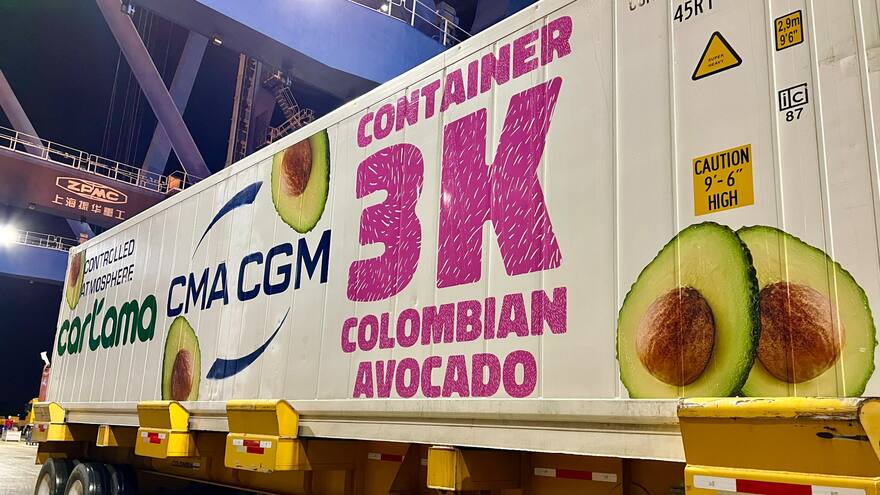 CONTAINER
3K
COLOMBIAN
AVOCADO
CONTROLLED
ATMOSPHERE
cartama
CMA CGM
ZPMC
上海振华重工
45R1
2,9m
9'6"
SUPER
HEAVY
ic
87
CAUTION
9'-6"
HIGH